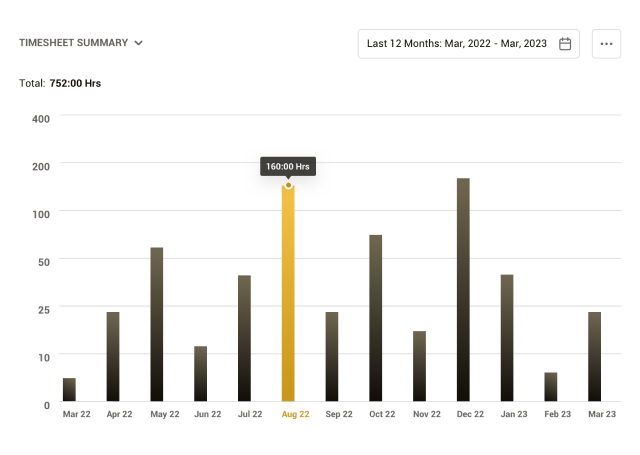 TIMESHEET SUMMARY
Last 12 Months: Mar, 2022 - Mar, 2023
Total: 752:00 Hrs
400
200
160:00 Hrs
100
50
25
10
0
Mar 22 Apr 22 May 22 Jun 22 Jul 22 Aug 22 Sep 22 Oct 22 Nov 22 Dec 22 Jan 23 Feb 23 Mar 23